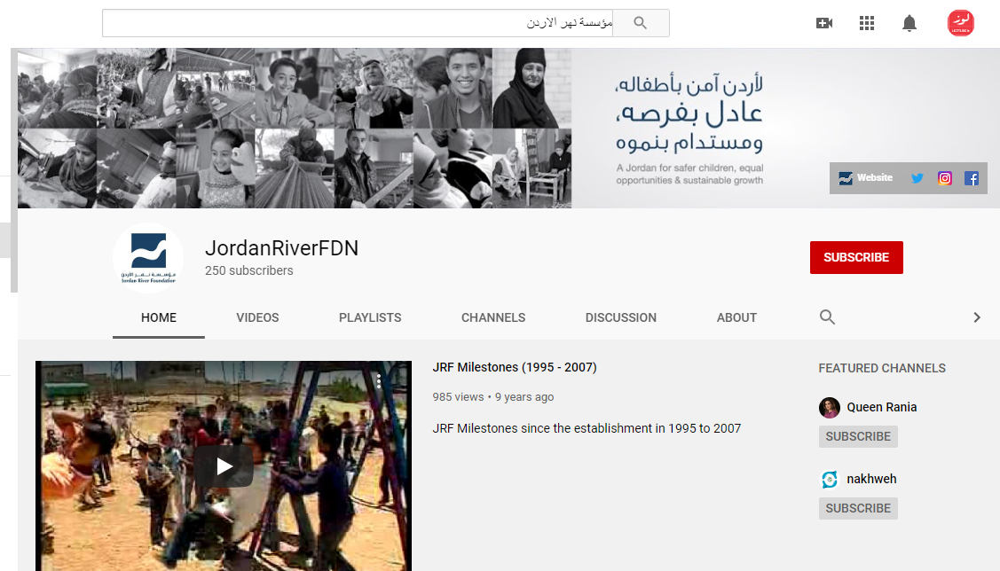 مؤسسة نهر الاردن
لوز
لأردن آمن بأطفاله،
عادل بفرصه،
ومستدام بنموه
A Jordan for safer children, equal
opportunities & sustainable growth
Website
مؤسسة نهر الأردن
Jordan River Foundation
JordanRiverFDN
250 subscribers
SUBSCRIBE
HOME VIDEOS PLAYLISTS CHANNELS DISCUSSION ABOUT
JRF Milestones (1995 - 2007)
985 views • 9 years ago
JRF Milestones since the establishment in 1995 to 2007
FEATURED CHANNELS
Queen Rania
SUBSCRIBE
nakhweh
SUBSCRIBE